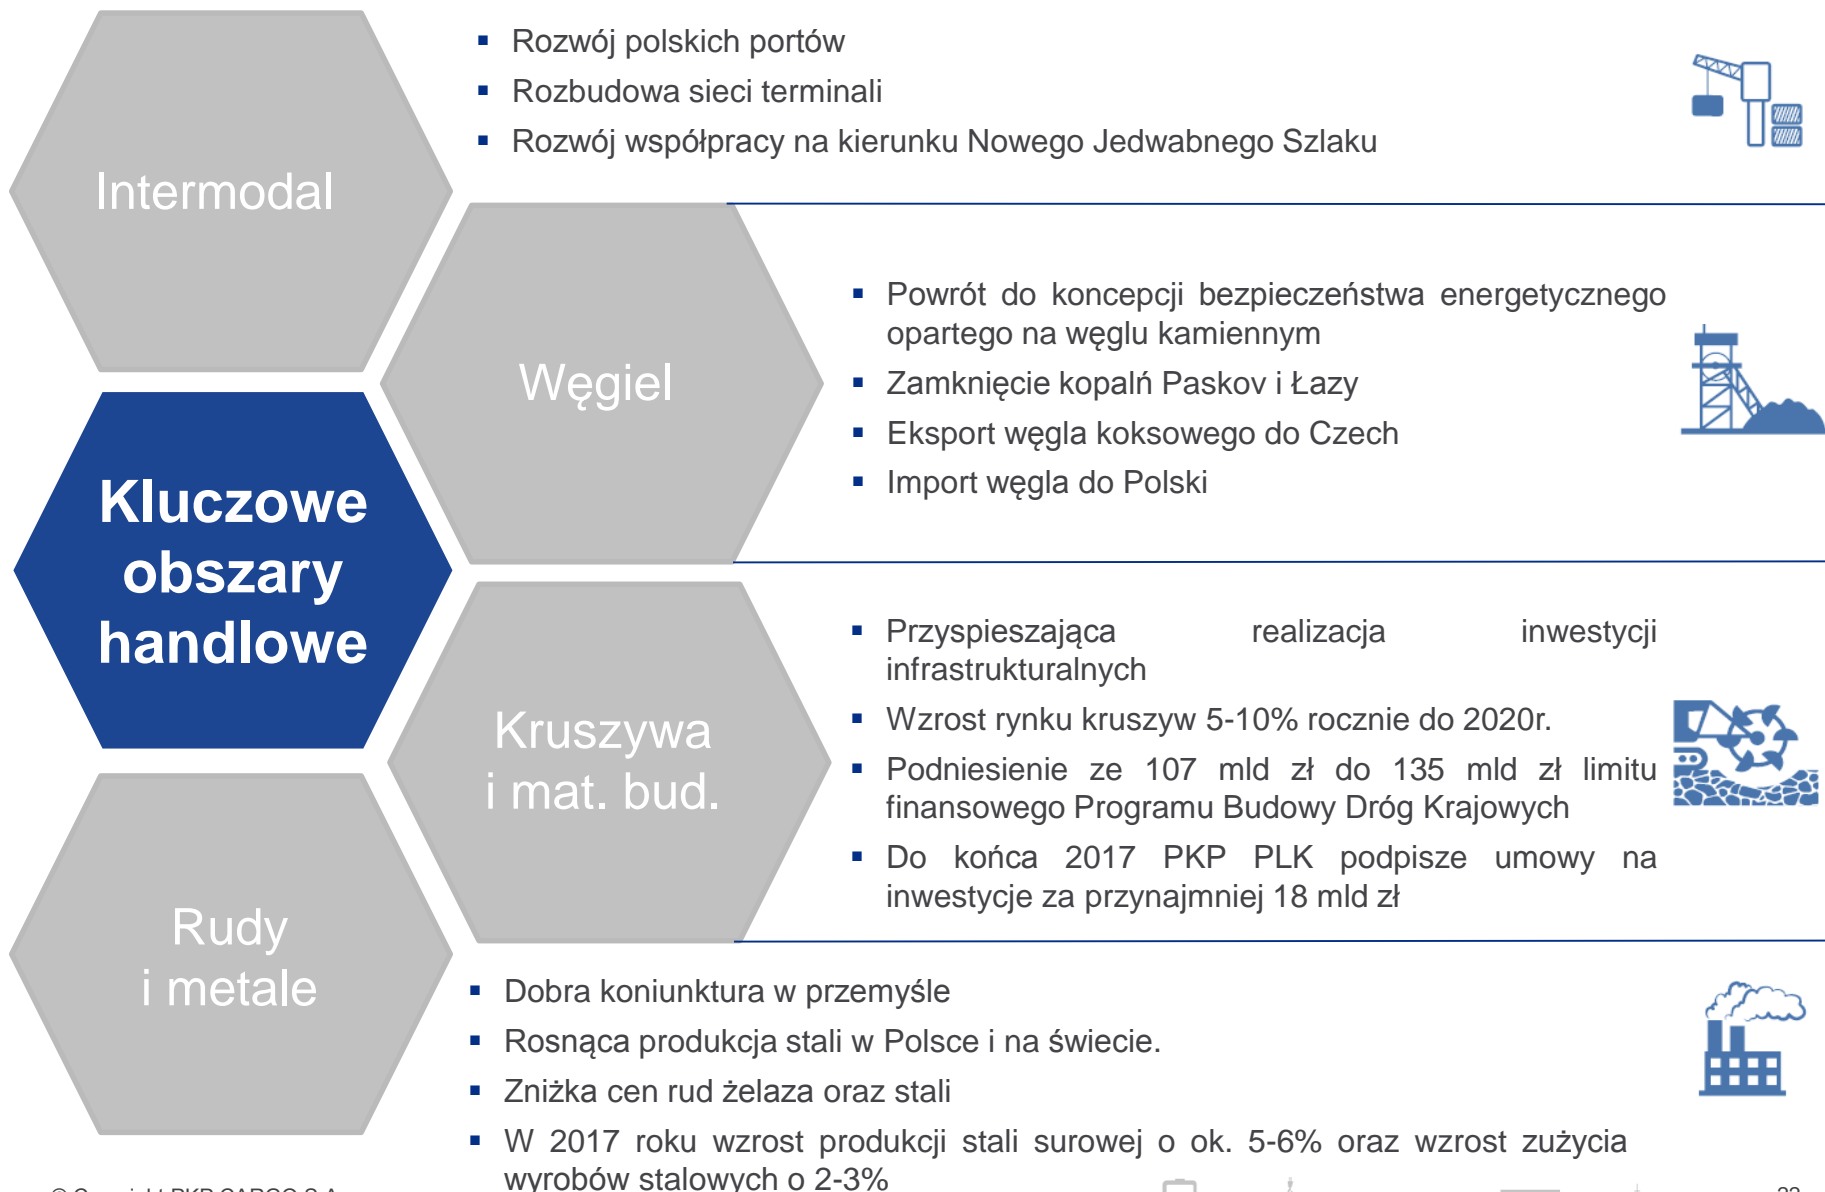 Intermodal
Rozwój polskich portów
Rozbudowa sieci terminali
Rozwój współpracy na kierunku Nowego Jedwabnego Szlaku
Węgiel
Powrót do koncepcji bezpieczeństwa energetycznego
opartego na węglu kamiennym
Zamknięcie kopalń Paskov i Łazy
Eksport węgla koksowego do Czech
Import węgla do Polski
Kluczowe
obszary
handlowe
Kruszywa
i mat. bud.
Przyspieszająca realizacja inwestycji
infrastrukturalnych
Wzrost rynku kruszyw 5-10% rocznie do 2020r.
Podniesienie ze 107 mld zł do 135 mld zł limitu
finansowego Programu Budowy Dróg Krajowych
Do końca 2017 PKP PLK podpisze umowy na
inwestycje za przynajmniej 18 mld zł
Rudy
i metale
Dobra koniunktura w przemyśle
Rosnąca produkcja stali w Polsce i na świecie.
Zniżka cen rud żelaza oraz stali
W 2017 roku wzrost produkcji stali surowej o ok. 5-6% oraz wzrost zużycia
wyrobów stalowych o 2-3%
PKP CARGO S.A.